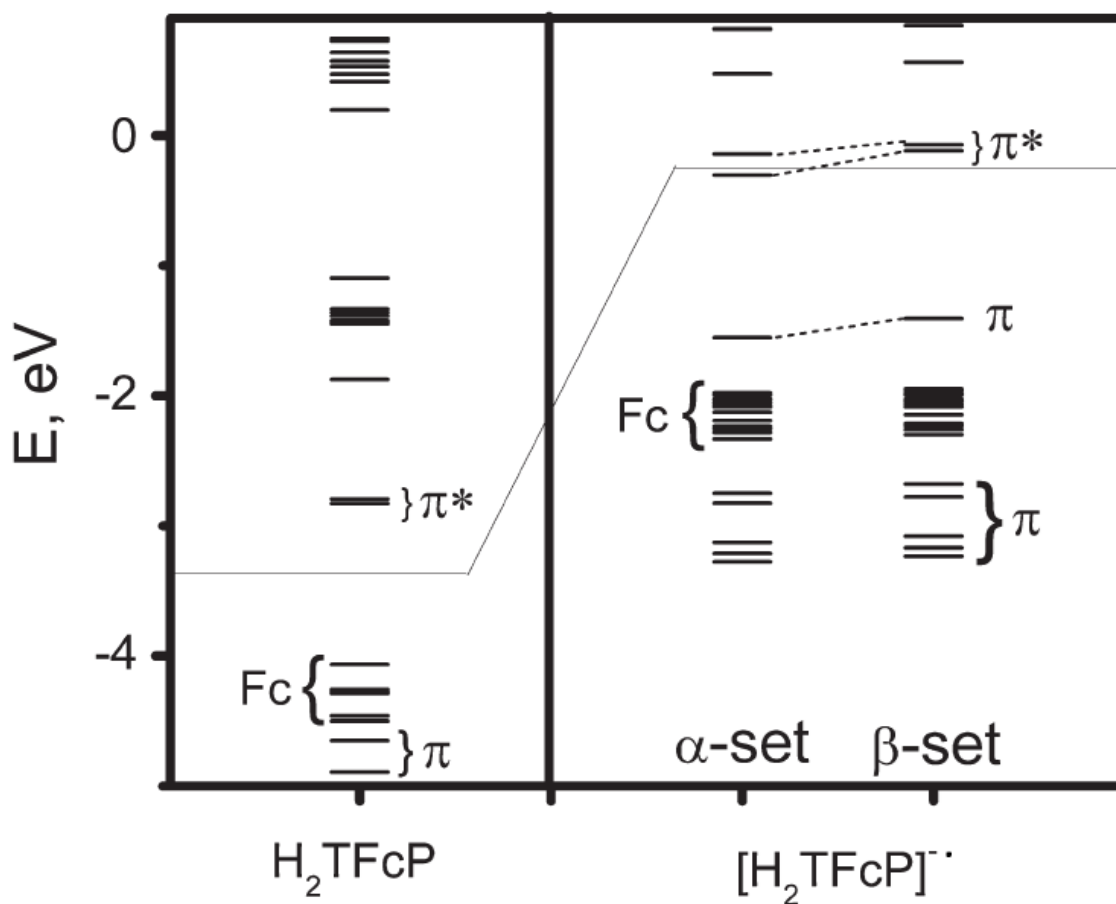 E, eV
0
-2
-4
Fc {
} π*
} π
H₂TFcP
} π*
π
Fc {
} π
α-set
β-set
[H₂TFcP]⁻·